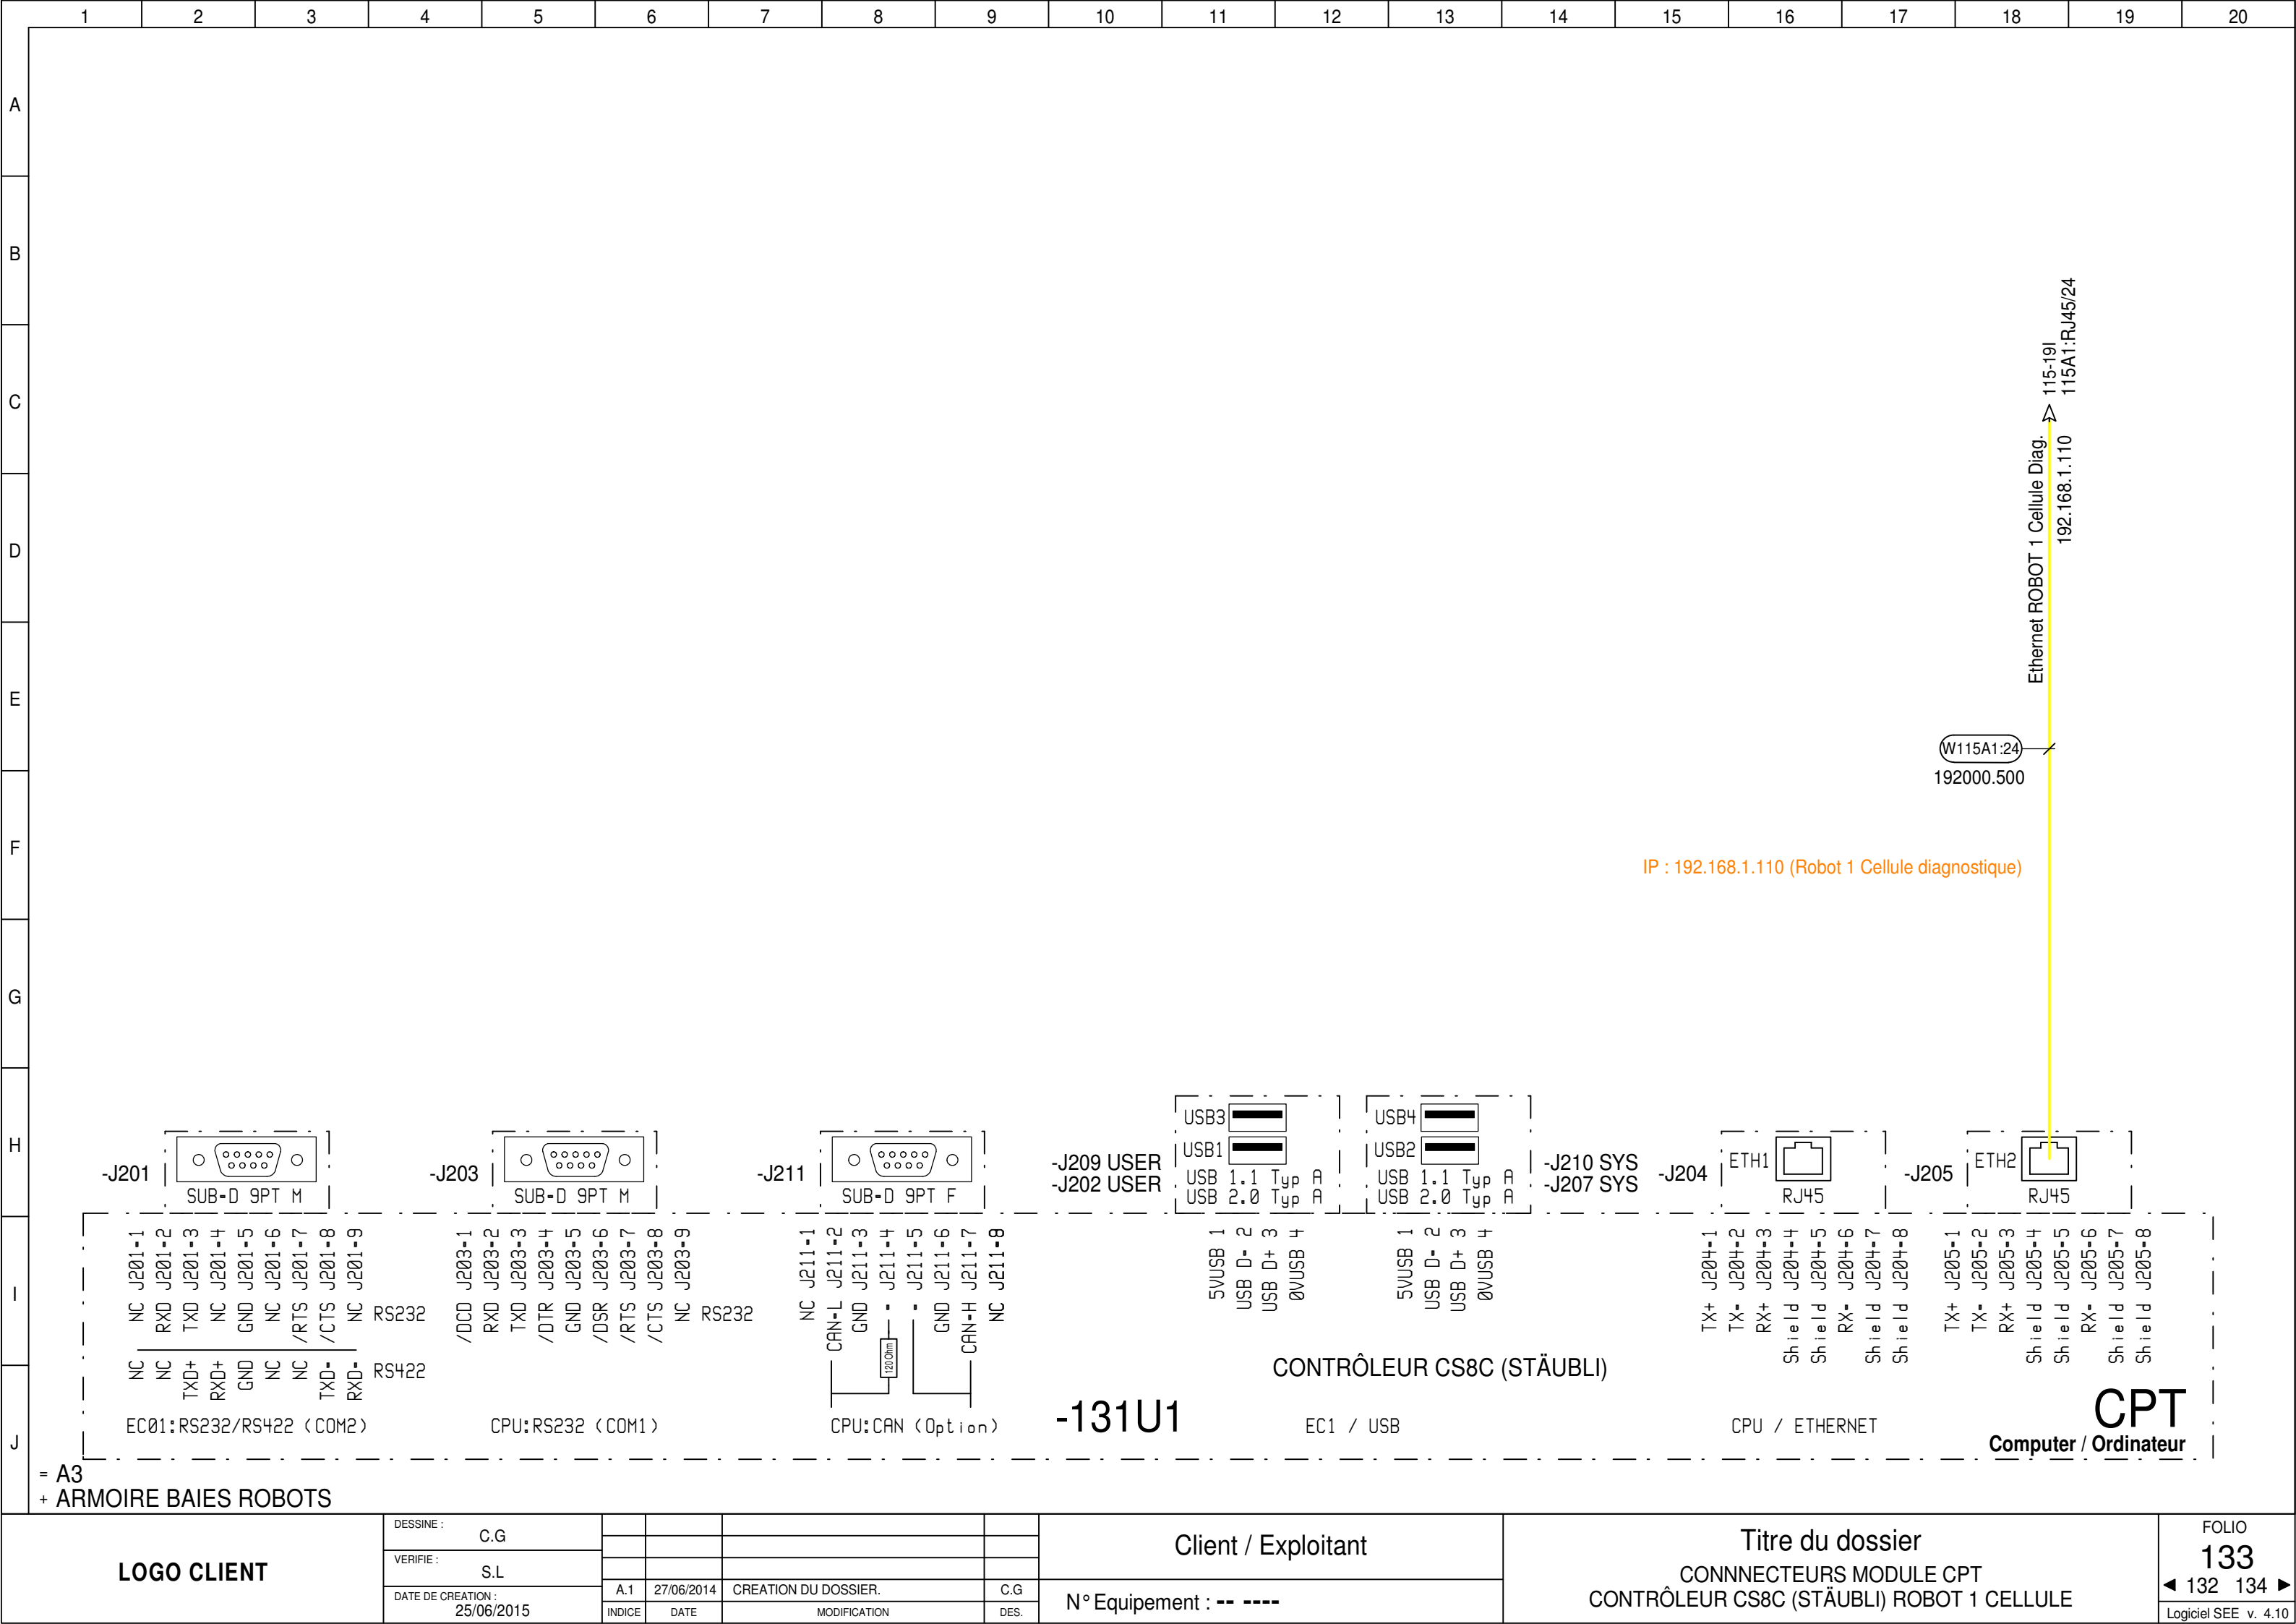 1 2 3 4 5 6 7 8 9 10 11 12 13 14 15 16 17 18 19 20
A
B
C
D
E
F
G
H
I
J
115-19I
115A1:RJ45/24
Ethernet ROBOT 1 Cellule Diag.
192.168.1.110
W115A1:24
192000.500
IP : 192.168.1.110 (Robot 1 Cellule diagnostique)
-J201
SUB-D 9PT M
-J203
SUB-D 9PT M
-J211
SUB-D 9PT F
-J209 USER
-J202 USER
USB3
USB1
USB 1.1 Typ A
USB 2.0 Typ A
USB4
USB2
USB 1.1 Typ A
USB 2.0 Typ A
-J210 SYS
-J207 SYS
-J204
ETH1
RJ45
-J205
ETH2
RJ45
NC J201-1
RXD J201-2
TXD J201-3
NC J201-4
GND J201-5
NC J201-6
/RTS J201-7
/CTS J201-8
NC J201-9
RS232
NC
NC
TXD+
RXD+
GND
NC
NC
TXD-
RXD-
RS422
EC01:RS232/RS422 (COM2)
/DCD J203-1
RXD J203-2
TXD J203-3
/DTR J203-4
GND J203-5
/DSR J203-6
/RTS J203-7
/CTS J203-8
NC J203-9
RS232
CPU:RS232 (COM1)
NC J211-1
CAN-L J211-2
GND J211-3
- J211-4
- J211-5
GND J211-6
CAN-H J211-7
NC J211-8
120 Ohm
CPU:CAN (Option)
-131U1
5VUSB 1
USB D- 2
USB D+ 3
0VUSB 4
5VUSB 1
USB D- 2
USB D+ 3
0VUSB 4
CONTRÔLEUR CS8C (STÄUBLI)
EC1 / USB
TX+ J204-1
TX- J204-2
RX+ J204-3
Shield J204-4
Shield J204-5
RX- J204-6
Shield J204-7
Shield J204-8
TX+ J205-1
TX- J205-2
RX+ J205-3
Shield J205-4
Shield J205-5
RX- J205-6
Shield J205-7
Shield J205-8
CPU / ETHERNET
CPT
Computer / Ordinateur
= A3
+ ARMOIRE BAIES ROBOTS
LOGO CLIENT
DESSINE :
C.G
VERIFIE :
S.L
DATE DE CREATION :
25/06/2015
A.1 27/06/2014 CREATION DU DOSSIER. C.G
INDICE DATE MODIFICATION DES.
Client / Exploitant
N° Equipement : -- ----
Titre du dossier
CONNNECTEURS MODULE CPT
CONTRÔLEUR CS8C (STÄUBLI) ROBOT 1 CELLULE
FOLIO
133
◄ 132 134 ►
Logiciel SEE v. 4.10